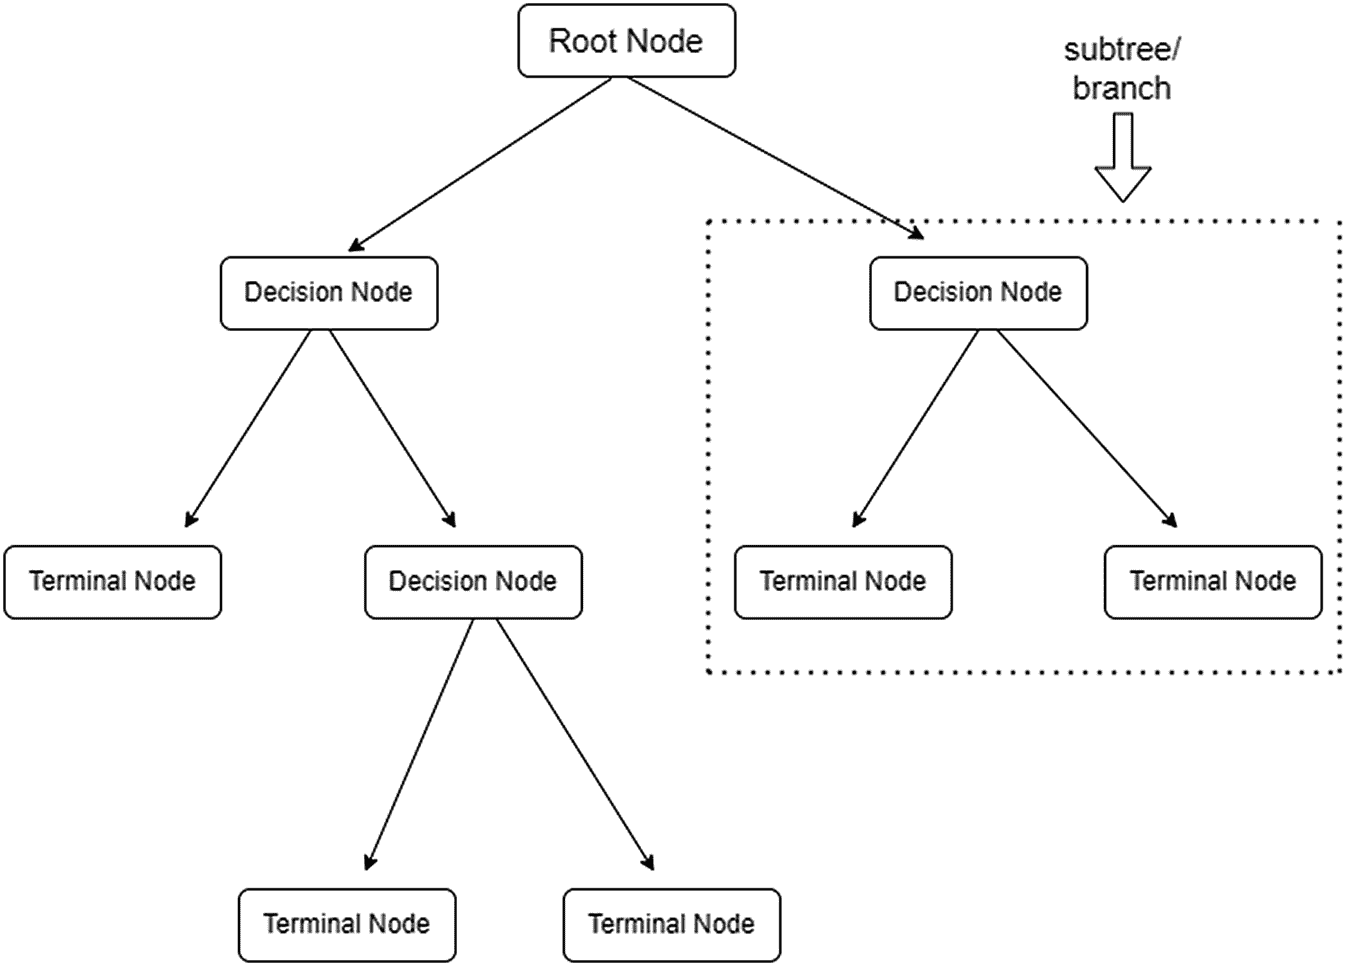 Root Node
subtree/
branch
Decision Node
Decision Node
Terminal Node
Decision Node
Terminal Node
Terminal Node
Terminal Node
Terminal Node